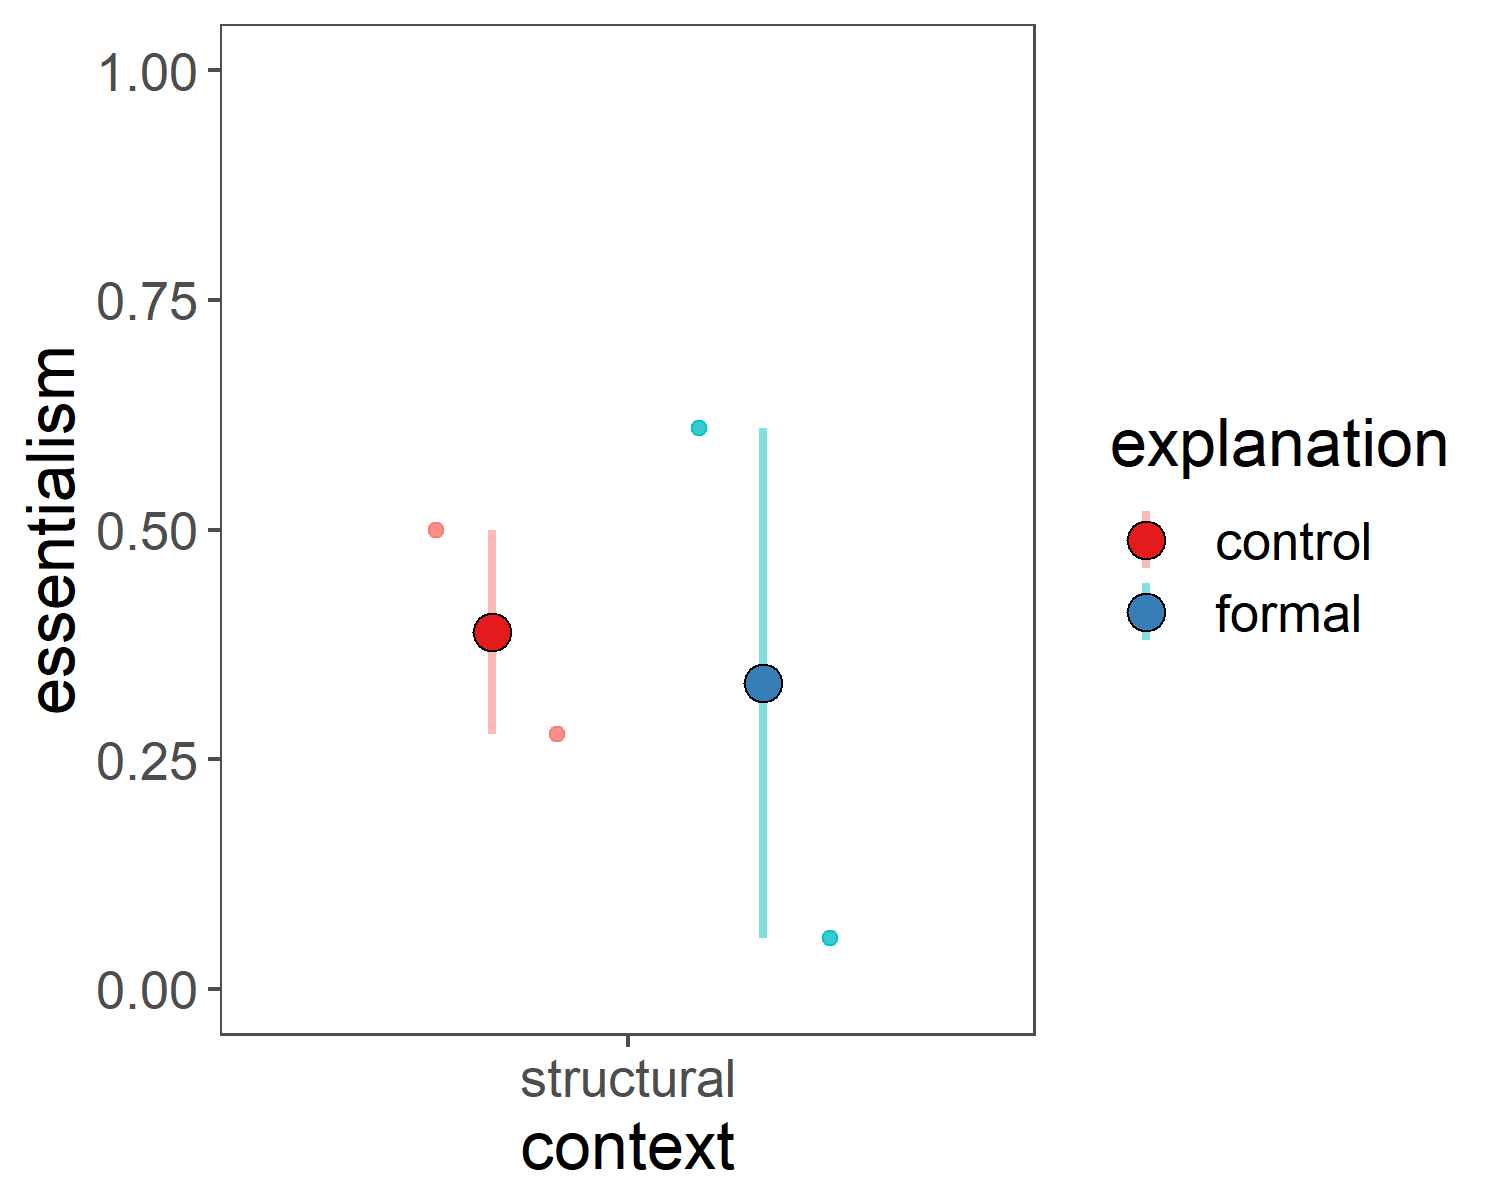 1.00
0.75
0.50
0.25
0.00
essentialism
structural
context
explanation
control
formal